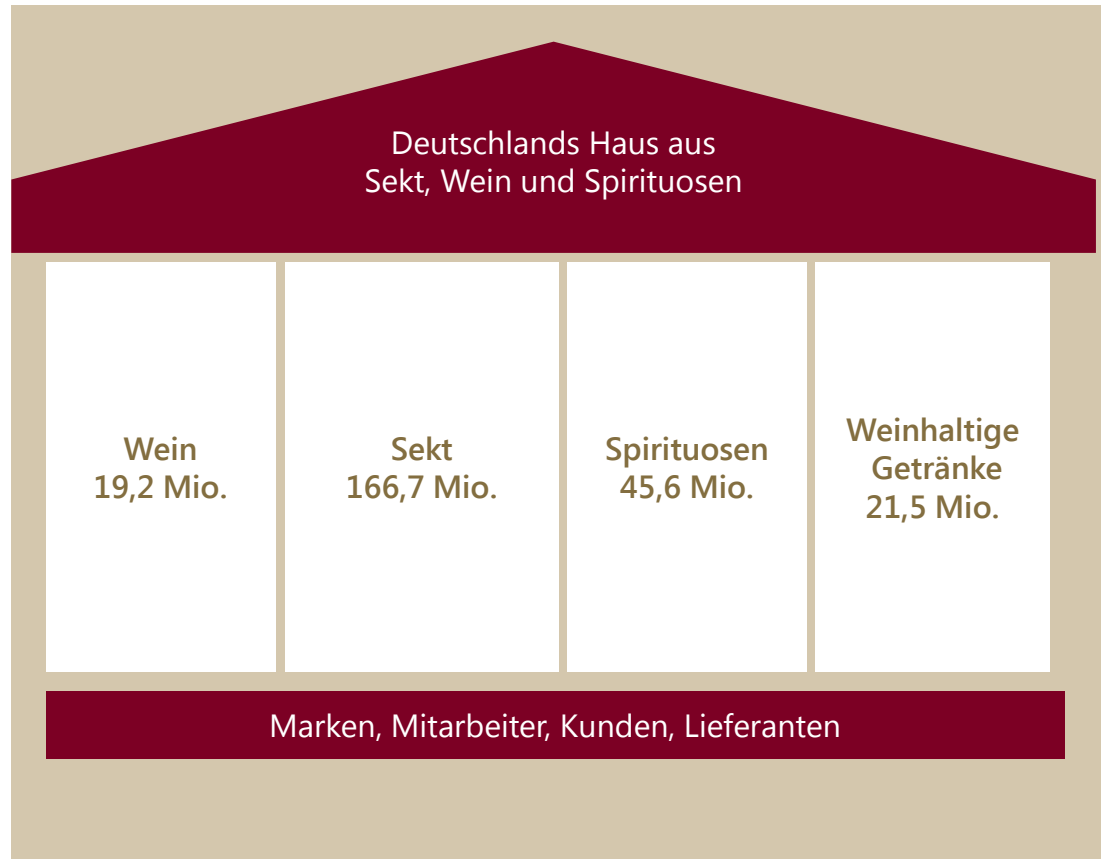 Deutschlands Haus aus
Sekt, Wein und Spirituosen
Wein
19,2 Mio.
Sekt
166,7 Mio.
Spirituosen
45,6 Mio.
Weinhaltige
Getränke
21,5 Mio.
Marken, Mitarbeiter, Kunden, Lieferanten